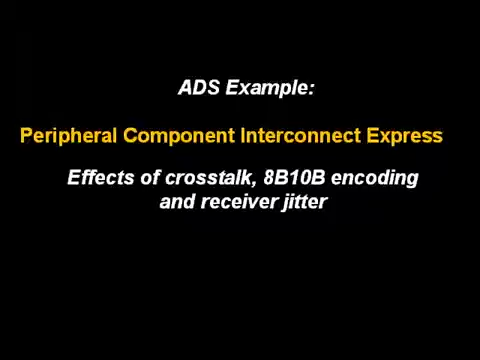 ADS Example:
Peripheral Component Interconnect Express
Effects of crosstalk, 8B10B encoding
and receiver jitter